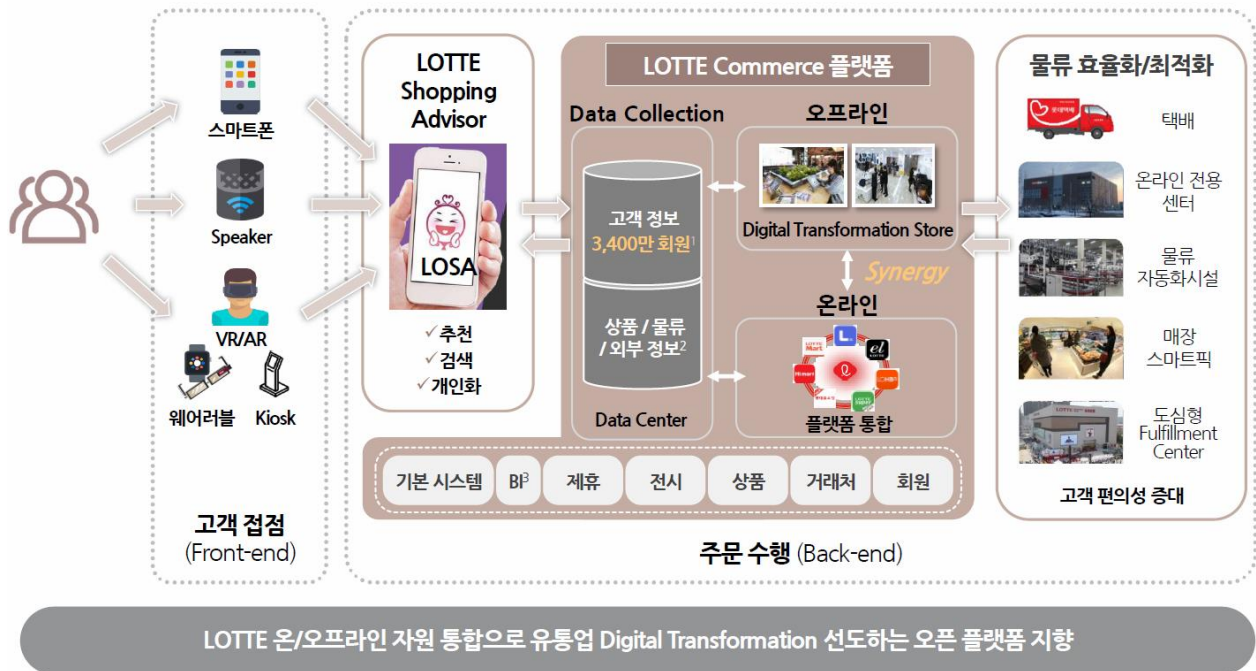 스마트폰
Speaker
VR/AR
웨어러블
Kiosk
고객 접점
(Front-end)
LOTTE
Shopping
Advisor
LOSA
✓추천
✓검색
✓개인화
LOTTE Commerce 플랫폼
Data Collection
고객 정보
3,400만 회원1
상품 / 물류
/ 외부 정보2
Data Center
오프라인
Digital Transformation Store
Synergy
온라인
LOTTE
Mart
el
Himart
플랫폼 통합
기본 시스템
BI3
제휴
전시
상품
거래처
회원
주문 수행 (Back-end)
물류 효율화/최적화
택배
온라인 전용
센터
물류
자동화시설
매장
스마트픽
도심형
Fulfillment
Center
고객 편의성 증대
LOTTE 온/오프라인 자원 통합으로 유통업 Digital Transformation 선도하는 오픈 플랫폼 지향